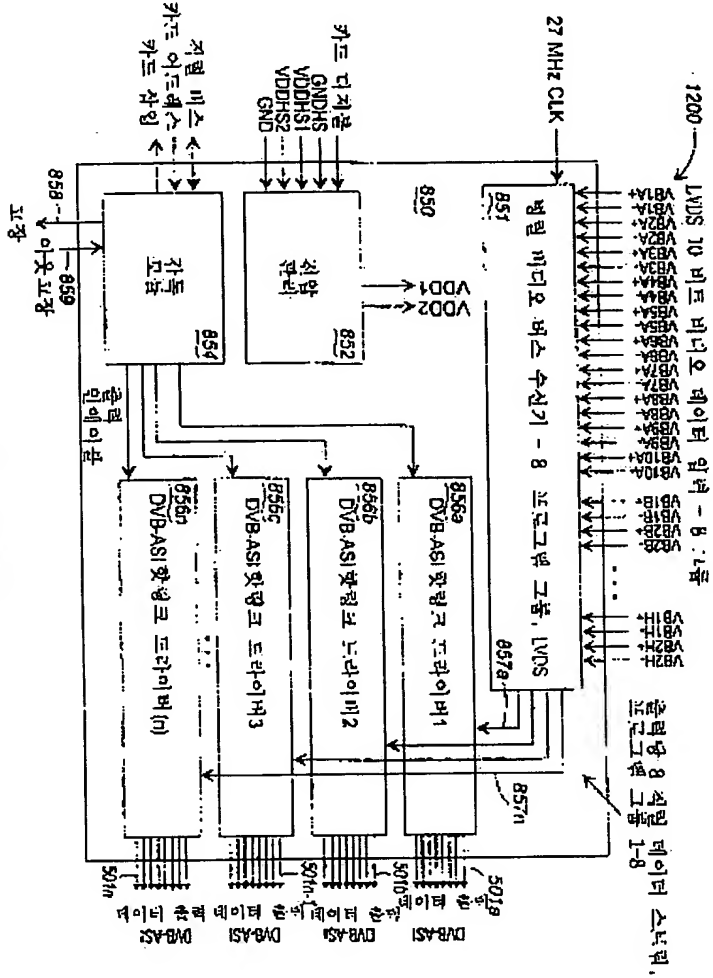 1200
LVDS 10 비트 비디오 데이터 입력 - 8 그룹
VB1A+
VB1A-
VB2A+
VB2A-
VB3A+
VB3A-
VB4A+
VB4A-
VB5A+
VB5A-
VB6A+
VB6A-
VB7A+
VB7A-
VB8A+
VB8A-
VB9A+
VB9A-
VB10A+
VB10A-
VB1B+
VB1B-
VB2B+
VB2B-
VB1H+
VB1H-
VB2H+
VB2H-
출력당 8 직렬 데이터 스트림,
프로그램 그룹 1-8
27 MHz CLK
851
병렬 비디오 버스 수신기 - 8 프로그램 그룹, LVDS
850
카드 디지털
GNDHS
VDDHS1
VDDHS2
GND
전압
관리
852
VDD1
VDD2
직렬 버스
카드 어드레스
카드 삽입
감독
모듈
854
858
고장
859
출력
인에이블
857a
857n
856a
DVB-ASI 핫링크 드라이버 1
856b
DVB-ASI 핫링크 드라이버 2
856c
DVB-ASI 핫링크 드라이버 3
856n
DVB-ASI 핫링크 드라이버 (n)
501a
DVB-ASI
데이터 출력
501b
DVB-ASI
데이터 출력
501n-1
DVB-ASI
데이터 출력
501n
DVB-ASI
데이터 출력